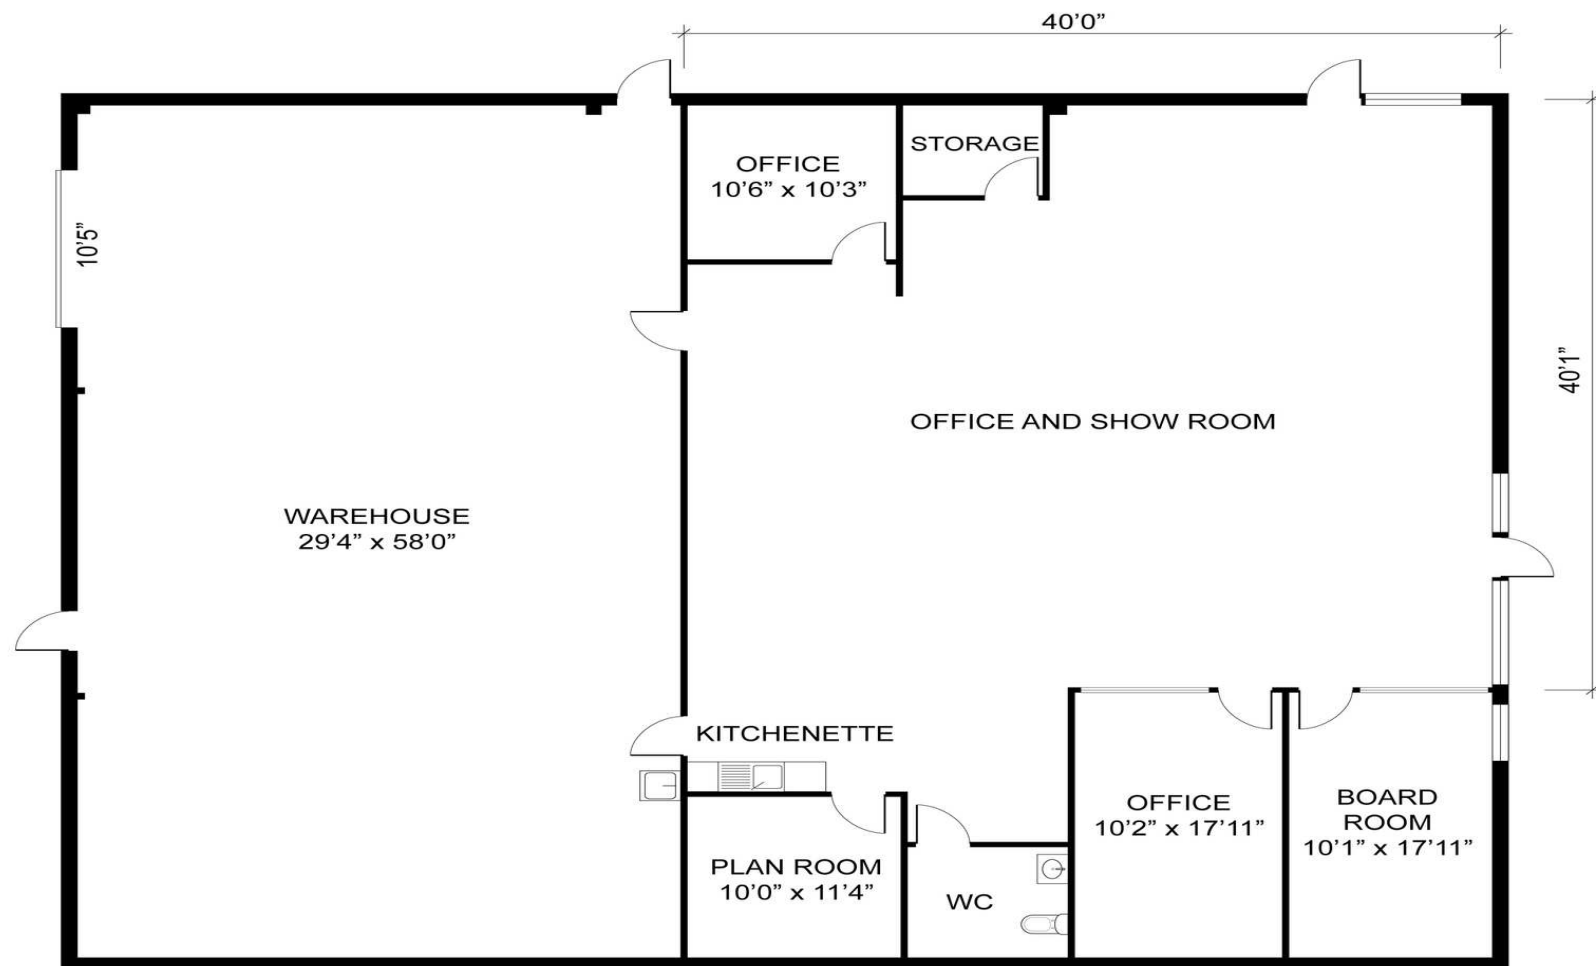 40’0”
STORAGE
OFFICE
10’6” x 10’3”
10’5”
40’1”
OFFICE AND SHOW ROOM
WAREHOUSE
29’4” x 58’0”
KITCHENETTE
OFFICE
10’2” x 17’11”
BOARD
ROOM
10’1” x 17’11”
PLAN ROOM
10’0” x 11’4”
WC